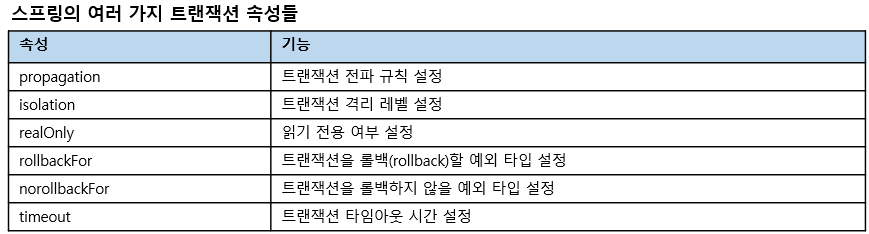 스프링의 여러 가지 트랜잭션 속성들
속성 기능
propagation 트랜잭션 전파 규칙 설정
isolation 트랜잭션 격리 레벨 설정
realOnly 읽기 전용 여부 설정
rollbackFor 트랜잭션을 롤백(rollback)할 예외 타입 설정
norollbackFor 트랜잭션을 롤백하지 않을 예외 타입 설정
timeout 트랜잭션 타임아웃 시간 설정